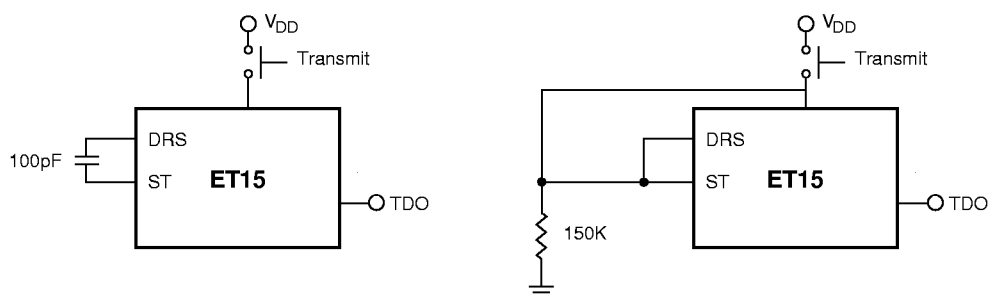 VDD
Transmit
DRS
100pF
ST
ET15
TDO
VDD
Transmit
DRS
ST
ET15
TDO
150K